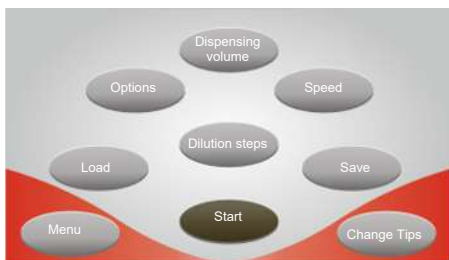 Dispensing
volume
Options
Speed
Dilution steps
Load
Save
Start
Menu
Change Tips